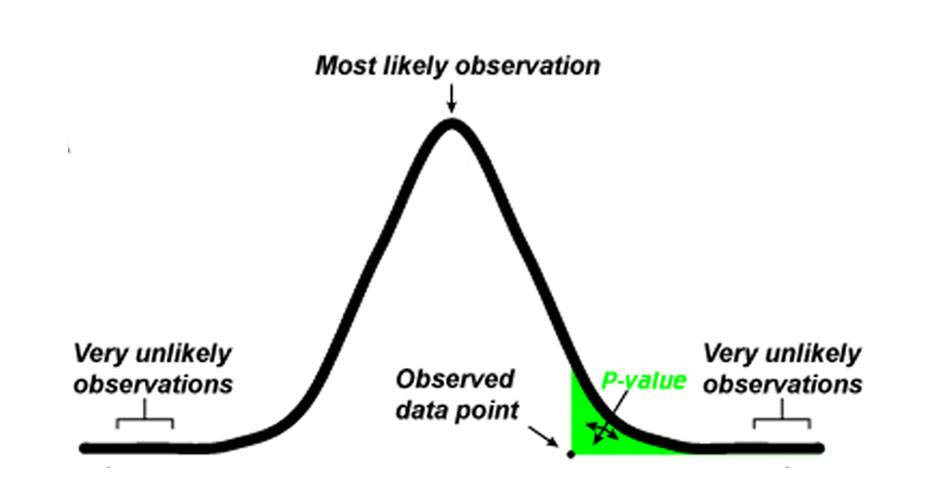 Most likely observation
Very unlikely
observations
Observed
data point
P-value
Very unlikely
observations